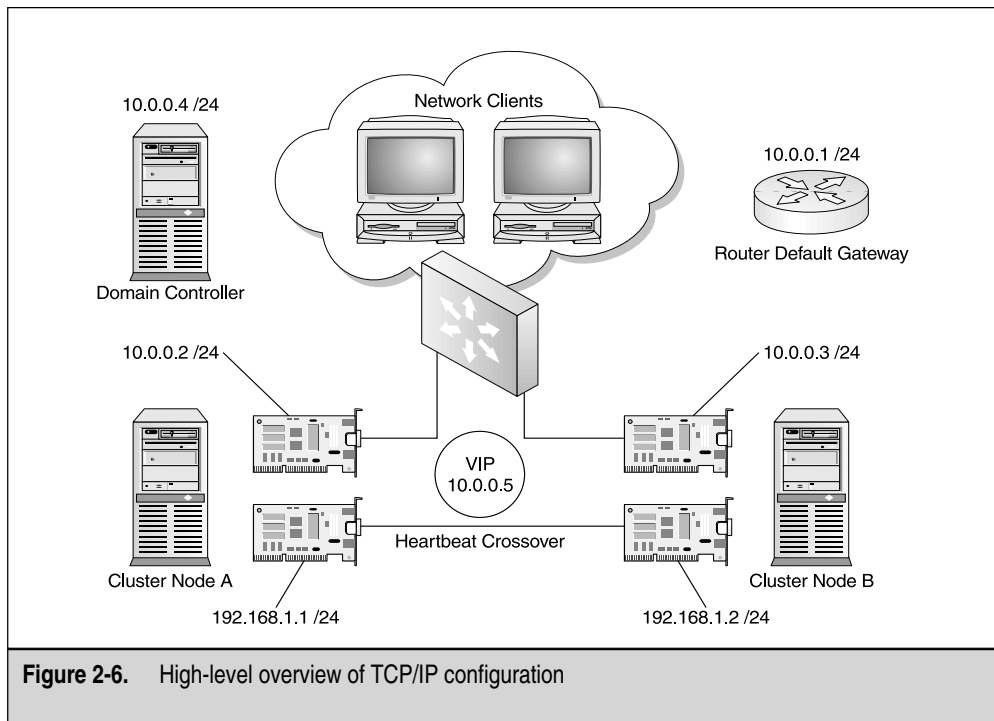 10.0.0.4 /24
Network Clients
10.0.0.1 /24
Router Default Gateway
Domain Controller
10.0.0.2 /24
10.0.0.3 /24
VIP
10.0.0.5
Heartbeat Crossover
Cluster Node A
Cluster Node B
192.168.1.1 /24
192.168.1.2 /24
Figure 2-6. High-level overview of TCP/IP configuration